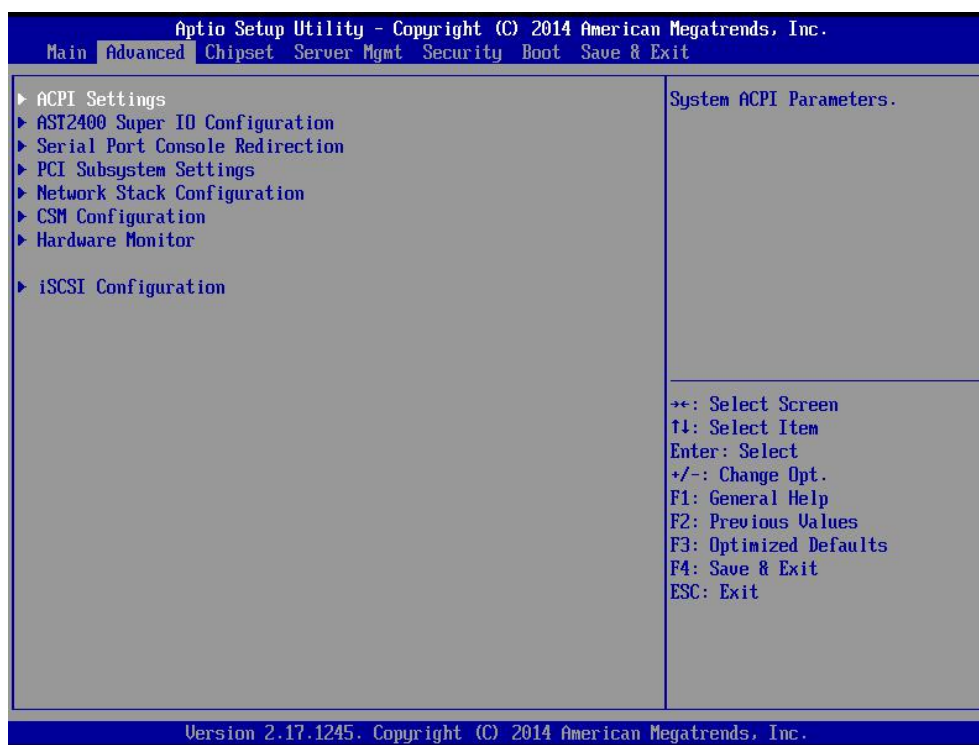 Aptio Setup Utility - Copyright (C) 2014 American Megatrends, Inc.
Main Advanced Chipset Server Mgmt Security Boot Save & Exit
► ACPI Settings
► AST2400 Super IO Configuration
► Serial Port Console Redirection
► PCI Subsystem Settings
► Network Stack Configuration
► CSM Configuration
► Hardware Monitor
► iSCSI Configuration
System ACPI Parameters.
→←: Select Screen
↑↓: Select Item
Enter: Select
+/-: Change Opt.
F1: General Help
F2: Previous Values
F3: Optimized Defaults
F4: Save & Exit
ESC: Exit
Version 2.17.1245. Copyright (C) 2014 American Megatrends, Inc.